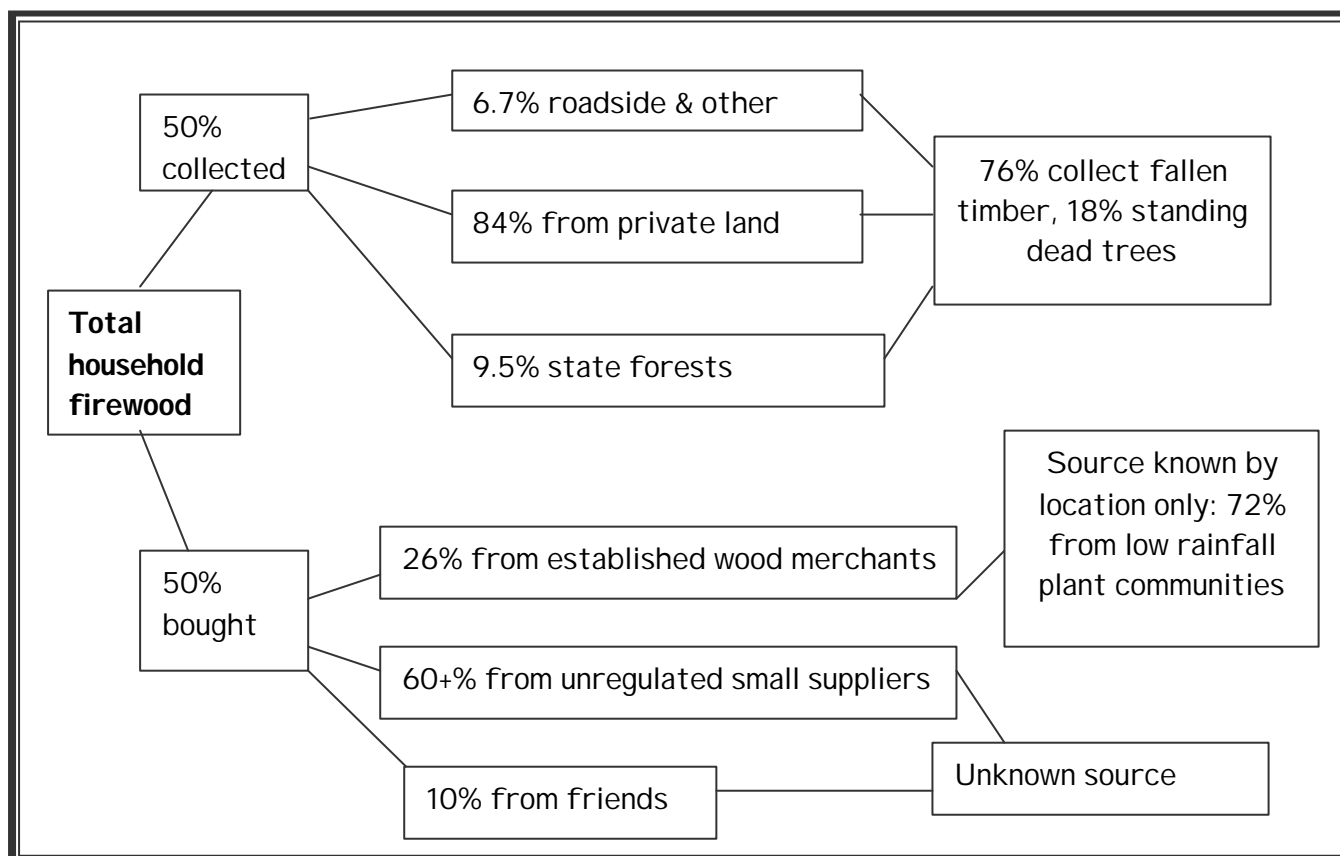 6.7% roadside & other
50%
collected
76% collect fallen
timber, 18% standing
dead trees
84% from private land
Total
household
firewood
9.5% state forests
Source known by
location only: 72%
from low rainfall
plant communities
26% from established wood merchants
50%
bought
60+% from unregulated small suppliers
Unknown source
10% from friends